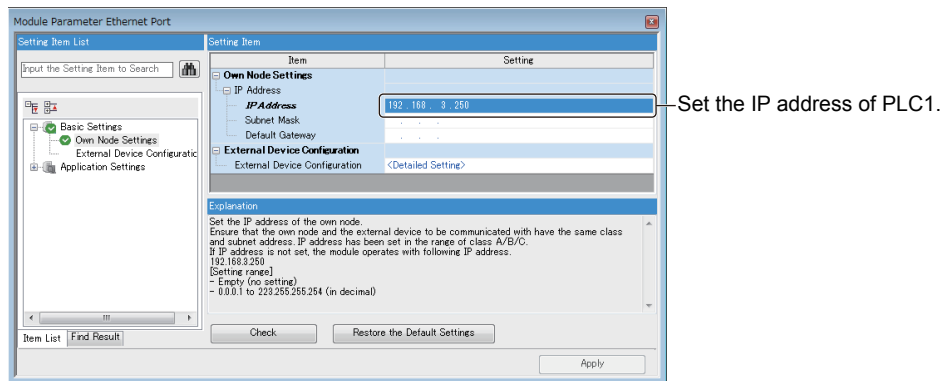 Module Parameter Ethernet Port
Setting Item List
Setting Item
Input the Setting Item to Search
Item Setting
Own Node Settings
IP Address
IP Address 192 . 168 . 3 . 250
Set the IP address of PLC1.
Subnet Mask . . .
Default Gateway . . .
External Device Configuration
External Device Configuration <Detailed Setting>
Basic Settings
Own Node Settings
External Device Configuratic
Application Settings
Explanation
Set the IP address of the own node.
Ensure that the own node and the external device to be communicated with have the same class
and subnet address. IP address has been set in the range of class A/B/C.
If IP address is not set, the module operates with following IP address.
192.168.3.250
[Setting range]
- Empty (no setting)
- 0.0.0.1 to 223.255.255.254 (in decimal)
Item List Find Result
Check Restore the Default Settings
Apply